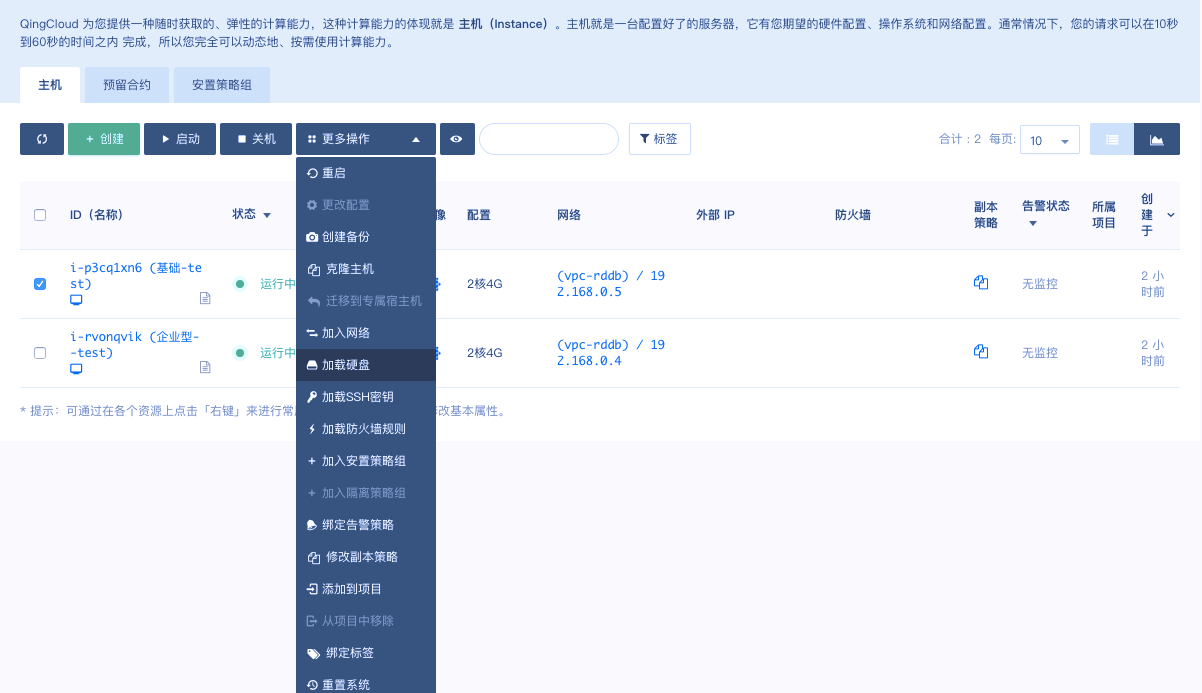 QingCloud 为您提供一种随时获取的、弹性的计算能力，这种计算能力的体现就是 主机（Instance）。主机就是一台配置好了的服务器，它有您期望的硬件配置、操作系统和网络配置。通常情况下，您的请求可以在10秒
到60秒的时间之内 完成，所以您完全可以动态地、按需使用计算能力。
主机 预留合约 安置策略组
+ 创建 启动 关机 更多操作 标签 合计：2 每页: 10
ID（名称） 状态 像 配置 网络 外部 IP 防火墙 副本策略 告警状态 所属项目 创建于
i-p3cq1xn6 (基础-te
st)
运行中 2核4G (vpc-rddb) / 19
2.168.0.5
无监控 2 小
时前
i-rvonqvik (企业型-
-test)
运行中 2核4G (vpc-rddb) / 19
2.168.0.4
无监控 2 小
时前
* 提示：可通过在各个资源上点击「右键」来进行常 修改基本属性。
重启
更改配置
创建备份
克隆主机
迁移到专属宿主机
加入网络
加载硬盘
加载SSH密钥
加载防火墙规则
+ 加入安置策略组
+ 加入隔离策略组
绑定告警策略
修改副本策略
添加到项目
从项目中移除
绑定标签
重置系统